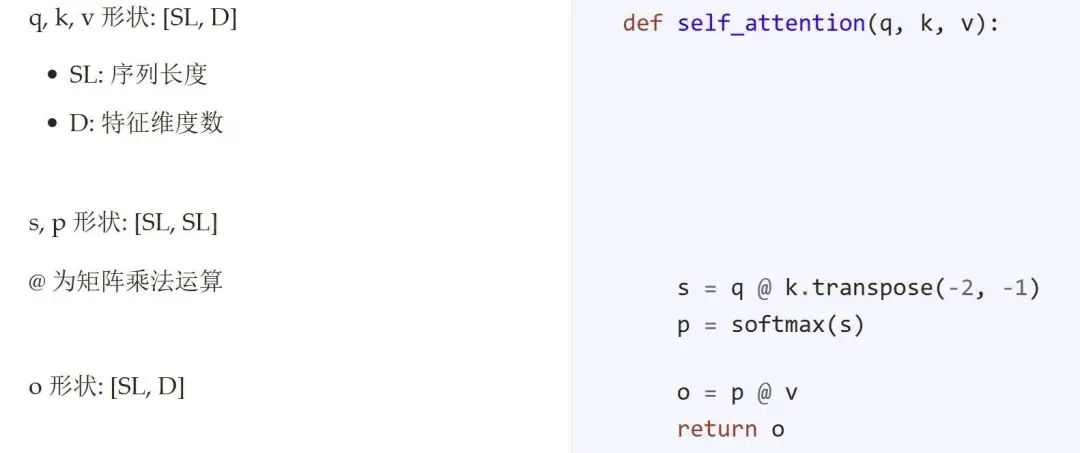 q, k, v 形状: [SL, D]
• SL: 序列长度
• D: 特征维度数
s, p 形状: [SL, SL]
@ 为矩阵乘法运算
o 形状: [SL, D]
def self_attention(q, k, v):
    s = q @ k.transpose(-2, -1)
    p = softmax(s)
    o = p @ v
    return o